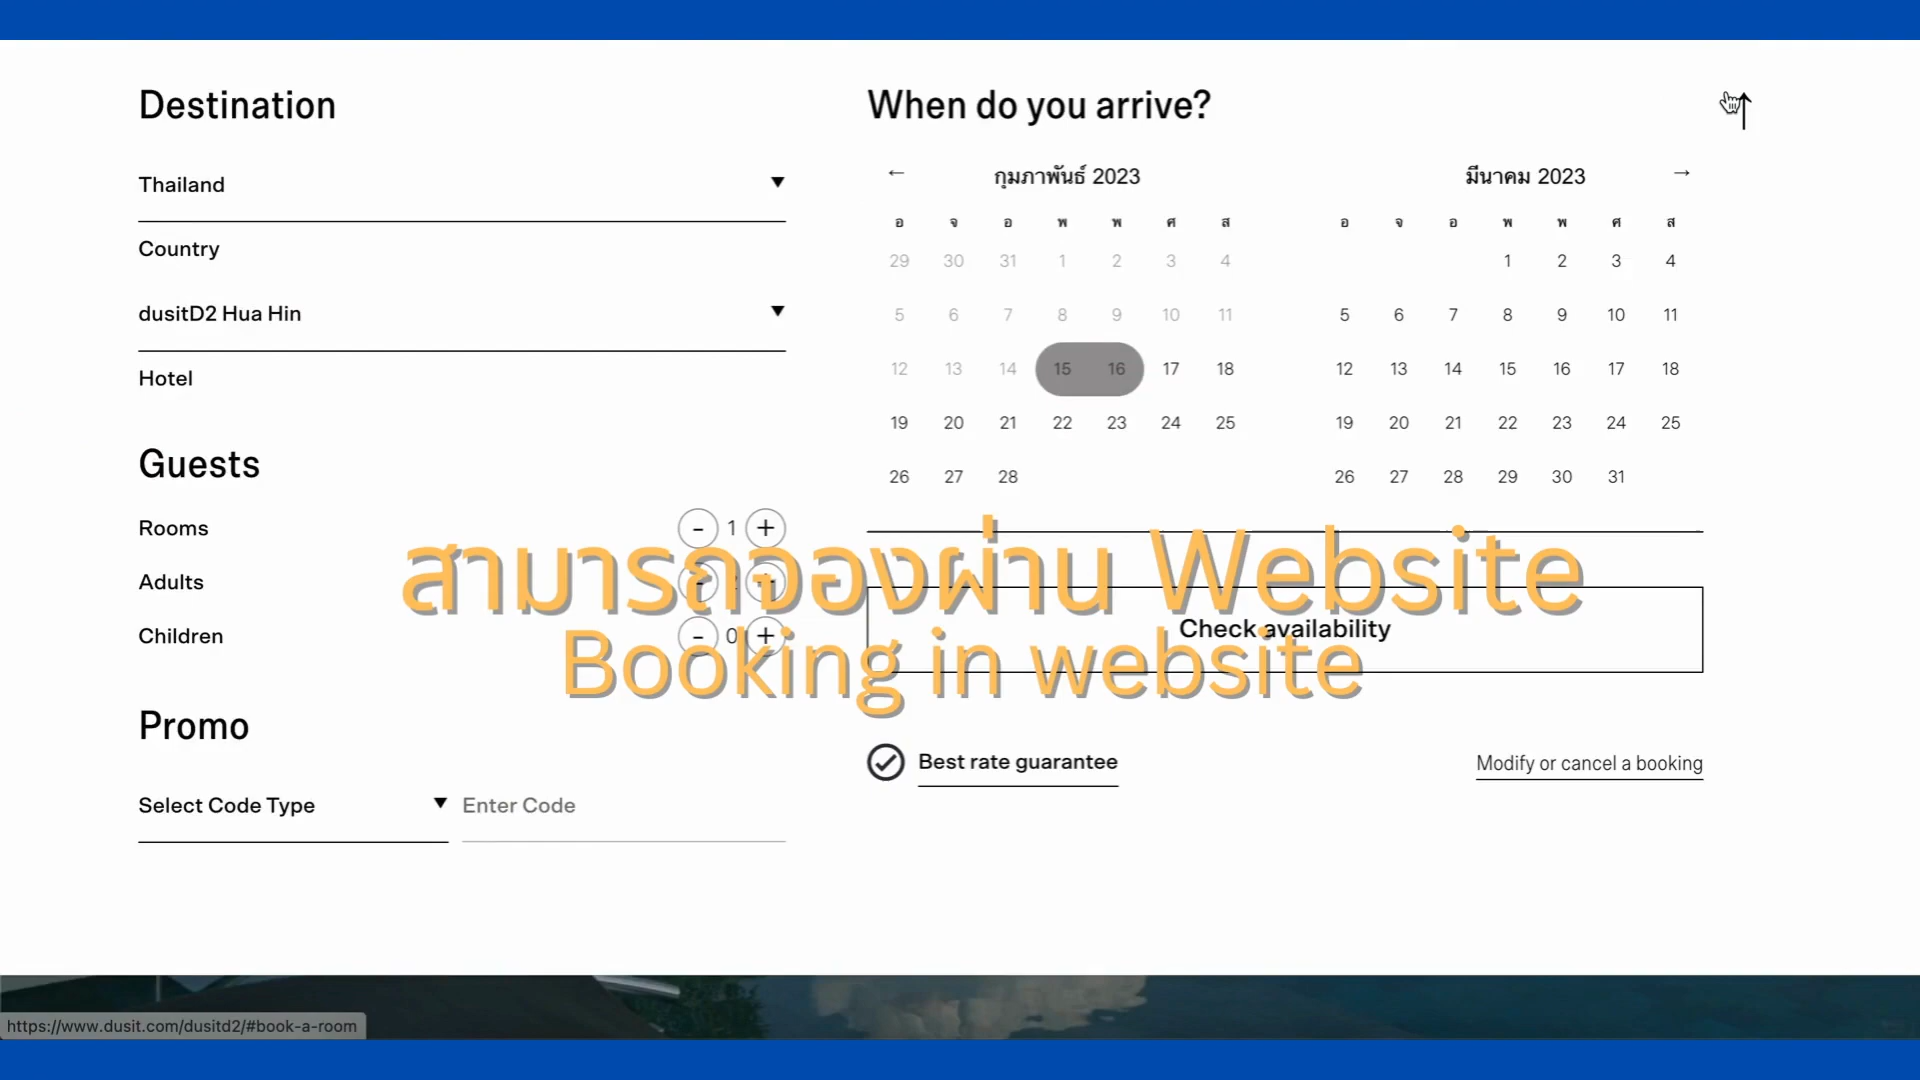 Destination
Thailand
Country
dusitD2 Hua Hin
Hotel
Guests
Rooms - 1 +
Adults
Children - 0 +
Promo
Select Code Type Enter Code
When do you arrive?
← กุมภาพันธ์ 2023
อ จ อ พ พ ศ ส
29 30 31 1 2 3 4
5 6 7 8 9 10 11
12 13 14 15 16 17 18
19 20 21 22 23 24 25
26 27 28
มีนาคม 2023 →
อ จ อ พ พ ศ ส
1 2 3 4
5 6 7 8 9 10 11
12 13 14 15 16 17 18
19 20 21 22 23 24 25
26 27 28 29 30 31
สามารถจองผ่าน Website
Check availability
Booking in website
Best rate guarantee
Modify or cancel a booking
https://www.dusit.com/dusitd2/#book-a-room